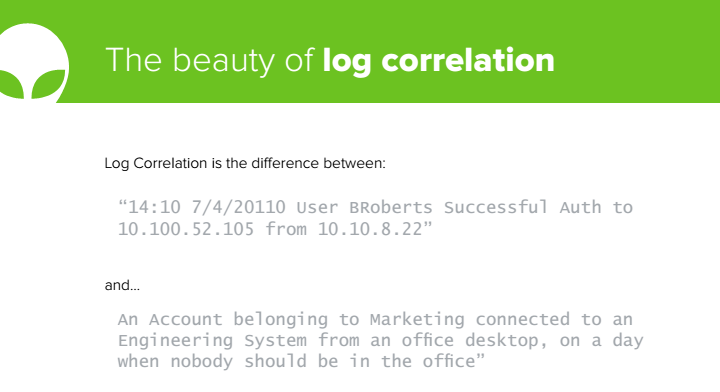 The beauty of log correlation
Log Correlation is the difference between:
“14:10 7/4/20110 User BRoberts Successful Auth to
10.100.52.105 from 10.10.8.22”
and...
An Account belonging to Marketing connected to an
Engineering System from an office desktop, on a day
when nobody should be in the office”